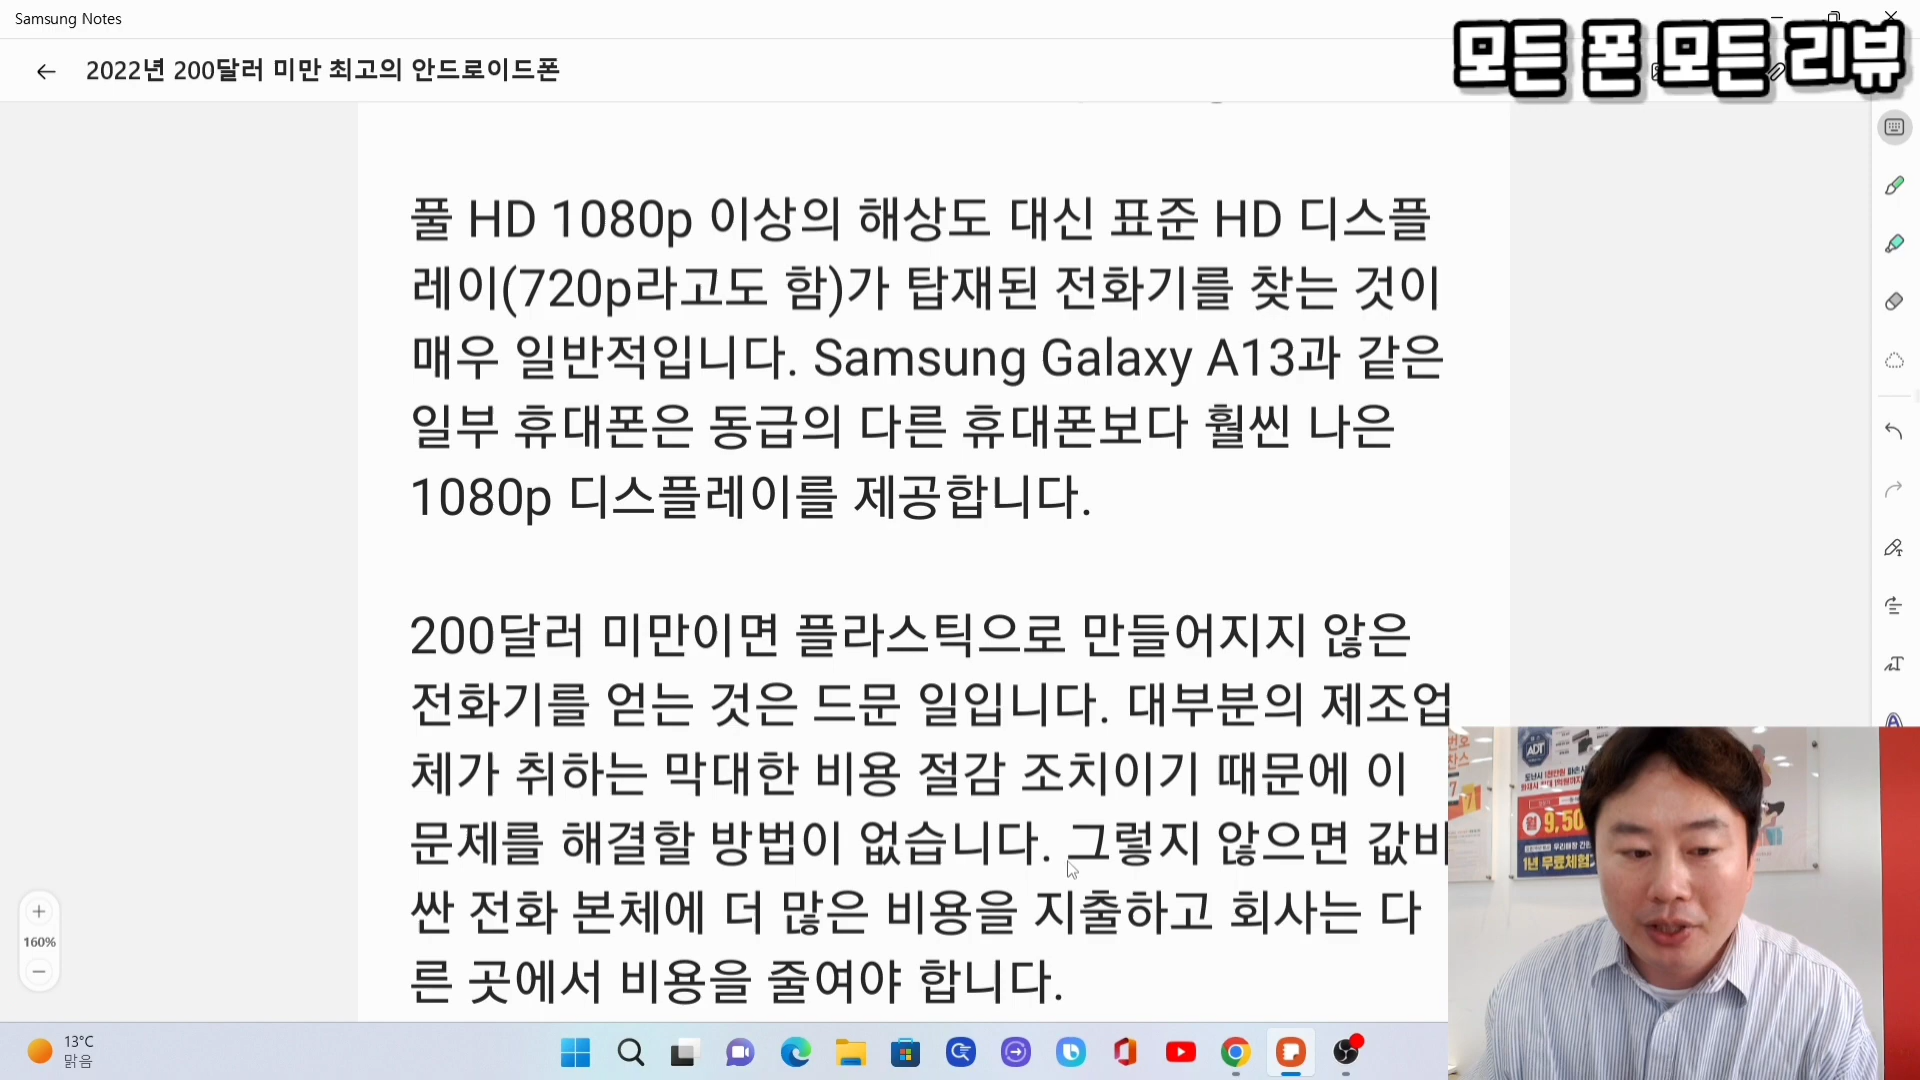 Samsung Notes
모든 폰 모든 리뷰
2022년 200달러 미만 최고의 안드로이드폰
풀 HD 1080p 이상의 해상도 대신 표준 HD 디스플
레이(720p라고도 함)가 탑재된 전화기를 찾는 것이
매우 일반적입니다. Samsung Galaxy A13과 같은
일부 휴대폰은 동급의 다른 휴대폰보다 훨씬 나은
1080p 디스플레이를 제공합니다.
200달러 미만이면 플라스틱으로 만들어지지 않은
전화기를 얻는 것은 드문 일입니다. 대부분의 제조업
체가 취하는 막대한 비용 절감 조치이기 때문에 이
문제를 해결할 방법이 없습니다. 그렇지 않으면 값비
싼 전화 본체에 더 많은 비용을 지출하고 회사는 다
른 곳에서 비용을 줄여야 합니다.
160%
ADT
월 9,50
1년 무료체험
13°C
맑음